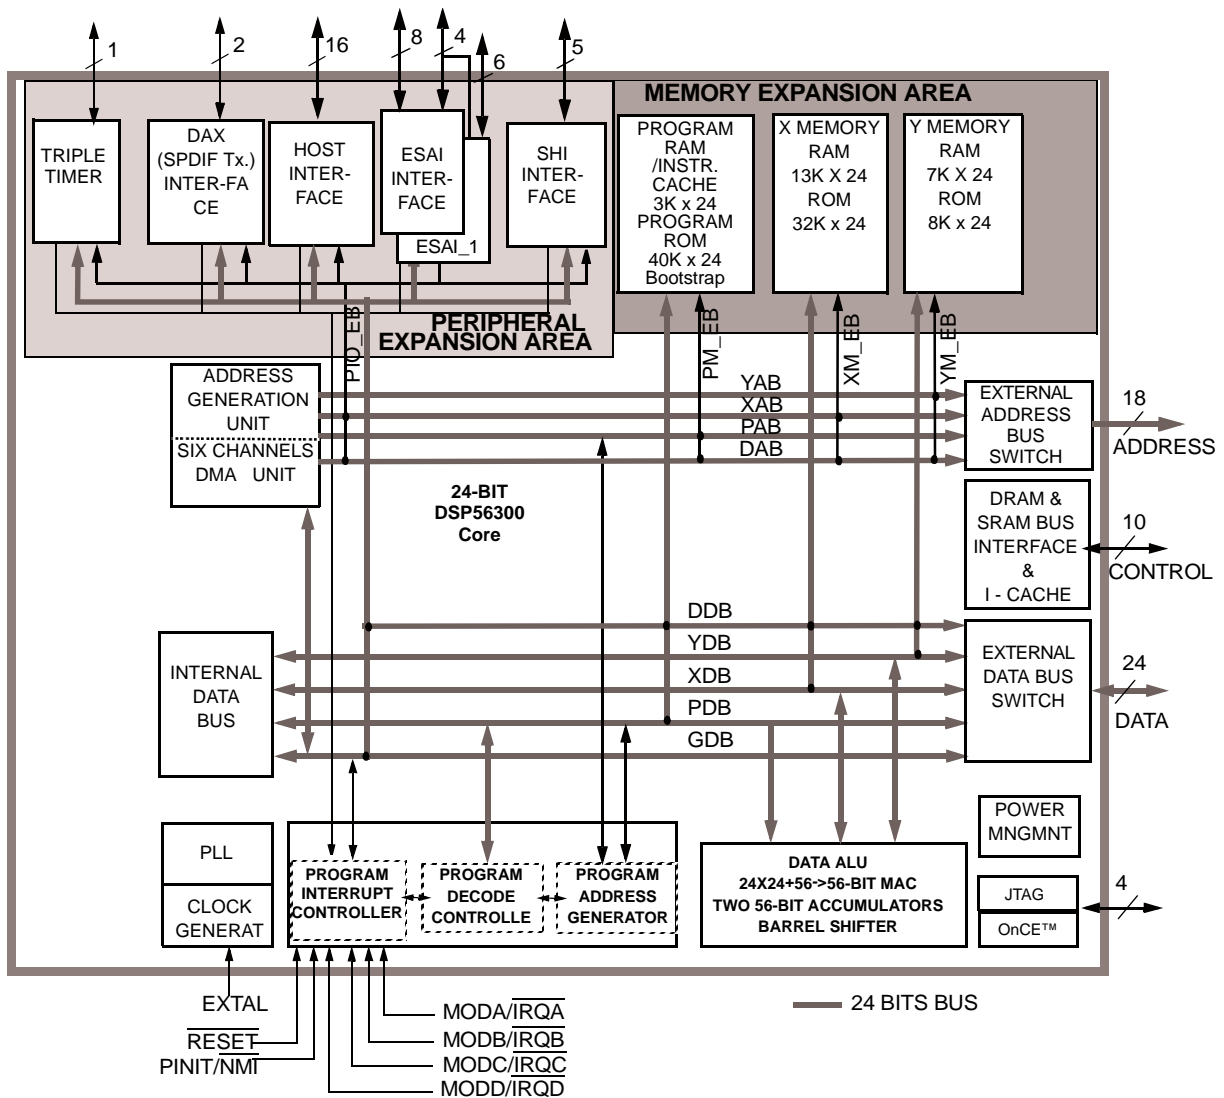 1
2
16
8
4
6
5
MEMORY EXPANSION AREA
TRIPLE
TIMER
DAX
(SPDIF Tx.)
INTER-FA
CE
HOST
INTER-
FACE
ESAI
INTER-
FACE
ESAI_1
SHI
INTER-
FACE
PROGRAM
RAM
/INSTR.
CACHE
3K x 24
PROGRAM
ROM
40K x 24
Bootstrap
X MEMORY
RAM
13K X 24
ROM
32K x 24
Y MEMORY
RAM
7K X 24
ROM
8K x 24
PERIPHERAL
EXPANSION AREA
PIO_EB
PM_EB
XM_EB
YM_EB
ADDRESS
GENERATION
UNIT
SIX CHANNELS
DMA UNIT
YAB
XAB
PAB
DAB
EXTERNAL
ADDRESS
BUS
SWITCH
18
ADDRESS
24-BIT
DSP56300
Core
DRAM &
SRAM BUS
INTERFACE
&
I - CACHE
10
CONTROL
INTERNAL
DATA
BUS
DDB
YDB
XDB
PDB
GDB
EXTERNAL
DATA BUS
SWITCH
24
DATA
PLL
CLOCK
GENERAT
PROGRAM
INTERRUPT
CONTROLLER
PROGRAM
DECODE
CONTROLLE
PROGRAM
ADDRESS
GENERATOR
DATA ALU
24X24+56->56-BIT MAC
TWO 56-BIT ACCUMULATORS
BARREL SHIFTER
POWER
MNGMNT
JTAG
OnCE™
4
EXTAL
RESET
PINIT/NMI
MODA/IRQA
MODB/IRQB
MODC/IRQC
MODD/IRQD
24 BITS BUS